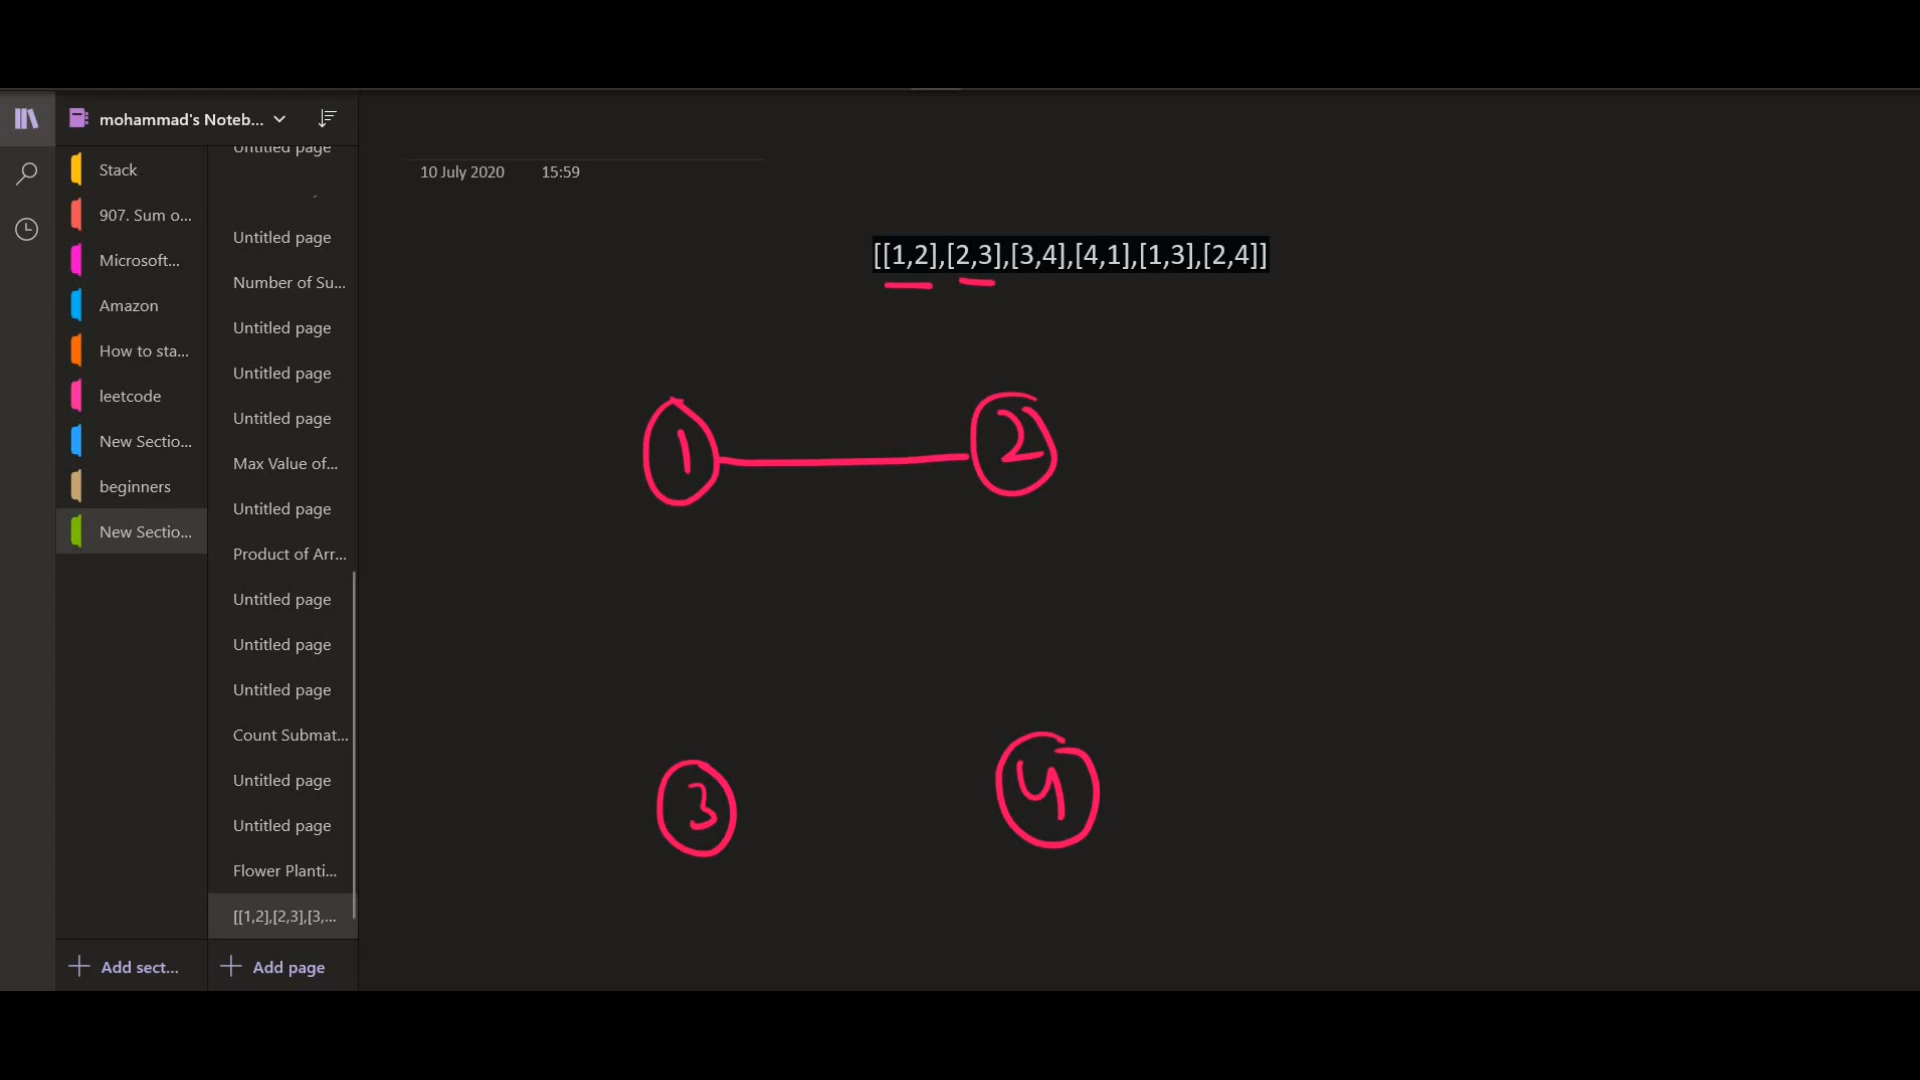 mohammad's Noteb...
Stack
907. Sum o...
Microsoft...
Amazon
How to sta...
leetcode
New Sectio...
beginners
New Sectio...
Add sect...
Untitled page
Untitled page
Number of Su...
Untitled page
Untitled page
Untitled page
Max Value of...
Untitled page
Product of Arr...
Untitled page
Untitled page
Untitled page
Count Submat...
Untitled page
Untitled page
Flower Planti...
[[1,2],[2,3],[3,...
Add page
10 July 2020 15:59
[[1,2],[2,3],[3,4],[4,1],[1,3],[2,4]]
1 2
3 4